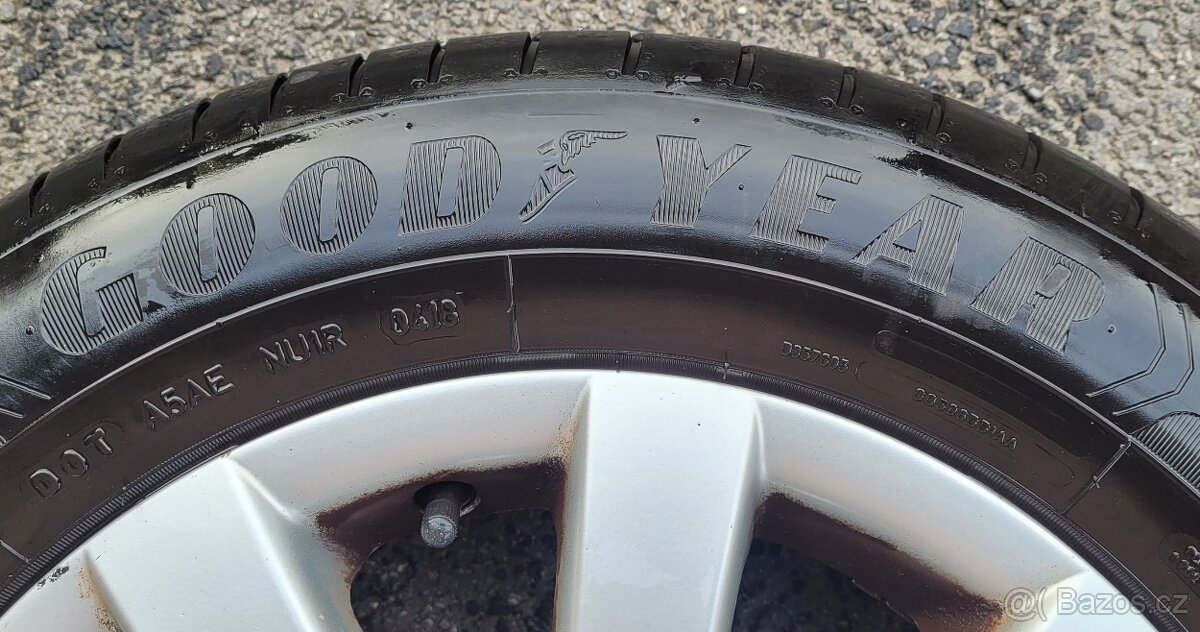 GOODYEAR
DOT A5AE NU1R 0418
@( Bazos.cz